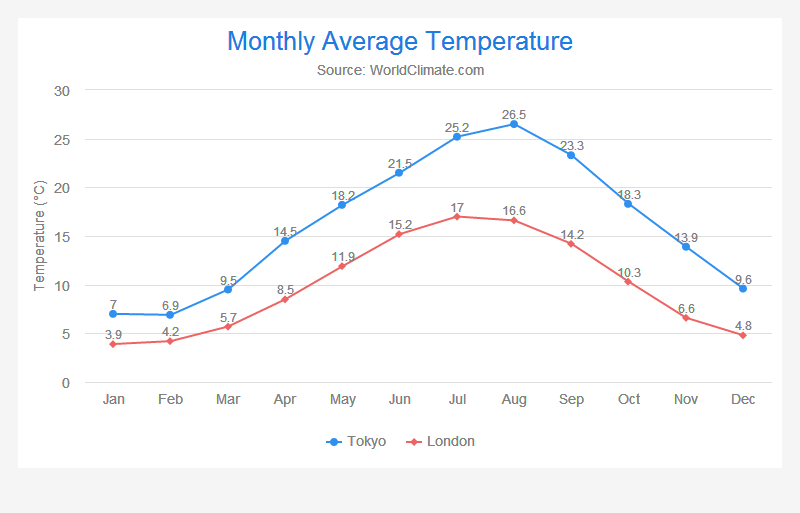 Monthly Average Temperature
Source: WorldClimate.com
Temperature (°C)
30
25
20
15
10
5
0
7 6.9 9.5 14.5 18.2 21.5 25.2 26.5 23.3 18.3 13.9 9.6
3.9 4.2 5.7 8.5 11.9 15.2 17 16.6 14.2 10.3 6.6 4.8
Jan Feb Mar Apr May Jun Jul Aug Sep Oct Nov Dec
Tokyo London